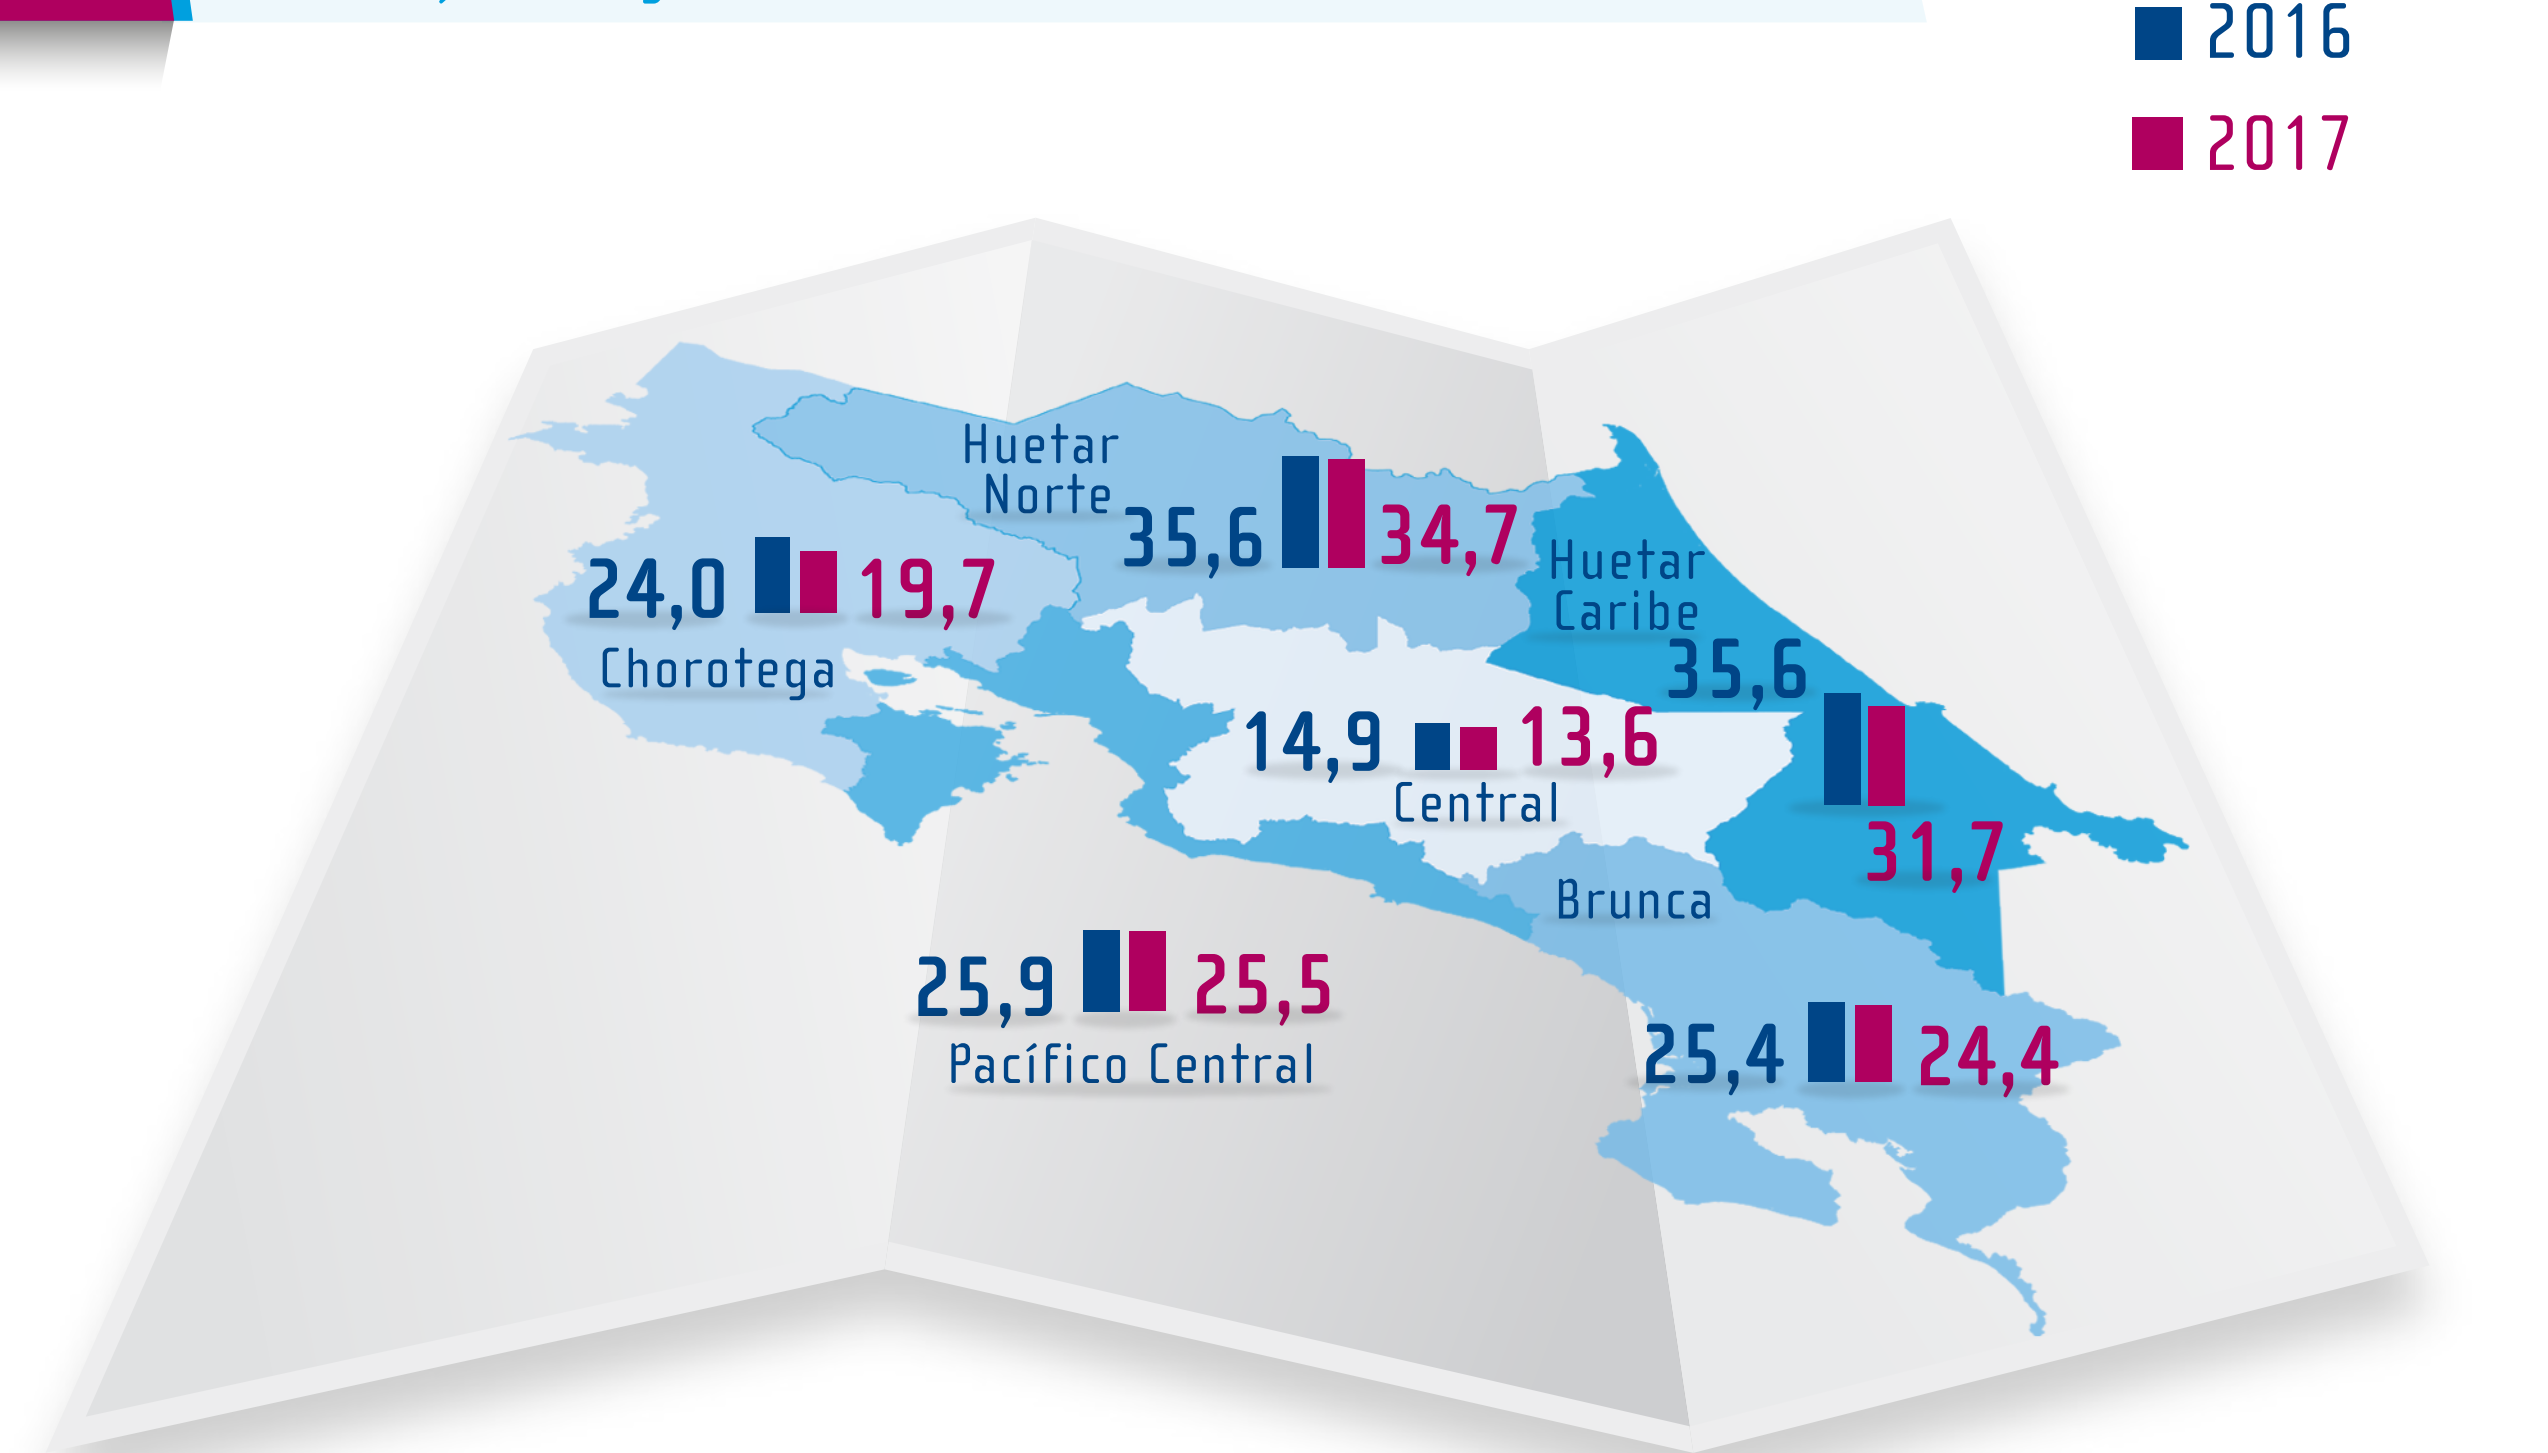 2016
2017
Huetar
Norte
35,6
34,7
Huetar
Caribe
35,6
31,7
24,0
19,7
Chorotega
14,9
13,6
Central
Brunca
25,9
25,5
Pacífico Central
25,4
24,4